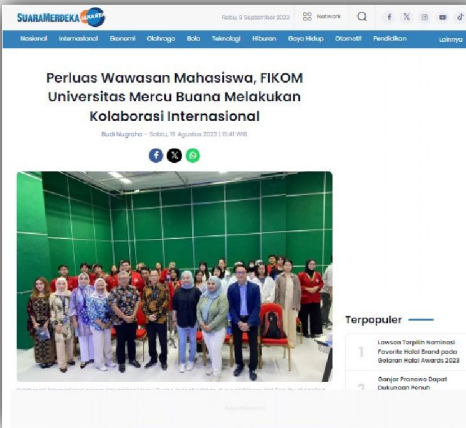 SUARAMERDEKA JAKARTA
Rabu, 9 September 2023
Network
Nasional Internasional Ekonomi Olahraga Bola Teknologi Hiburan Gaya Hidup Otomotif Pendidikan Lainnya
Perluas Wawasan Mahasiswa, FIKOM
Universitas Mercu Buana Melakukan
Kolaborasi Internasional
Budi Nugraha - Sabtu, 19 Agustus 2023 | 15:41 WIB
Terpopuler
1
Lawson Terpilih Nominasi
Favorite Halal Brand pada
Gelaran Halal Awards 2023
Ganjar Pranowo Dapat
Dukungan Penuh